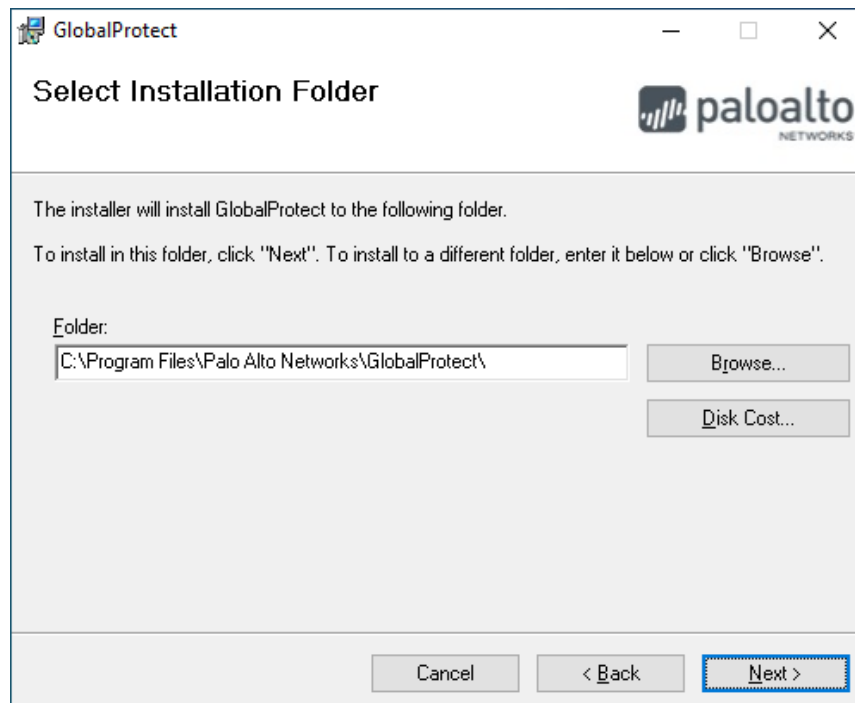 GlobalProtect
Select Installation Folder
paloalto
NETWORKS
The installer will install GlobalProtect to the following folder.
To install in this folder, click "Next". To install to a different folder, enter it below or click "Browse".
Folder:
C:\Program Files\Palo Alto Networks\GlobalProtect\
Browse...
Disk Cost...
Cancel
< Back
Next >